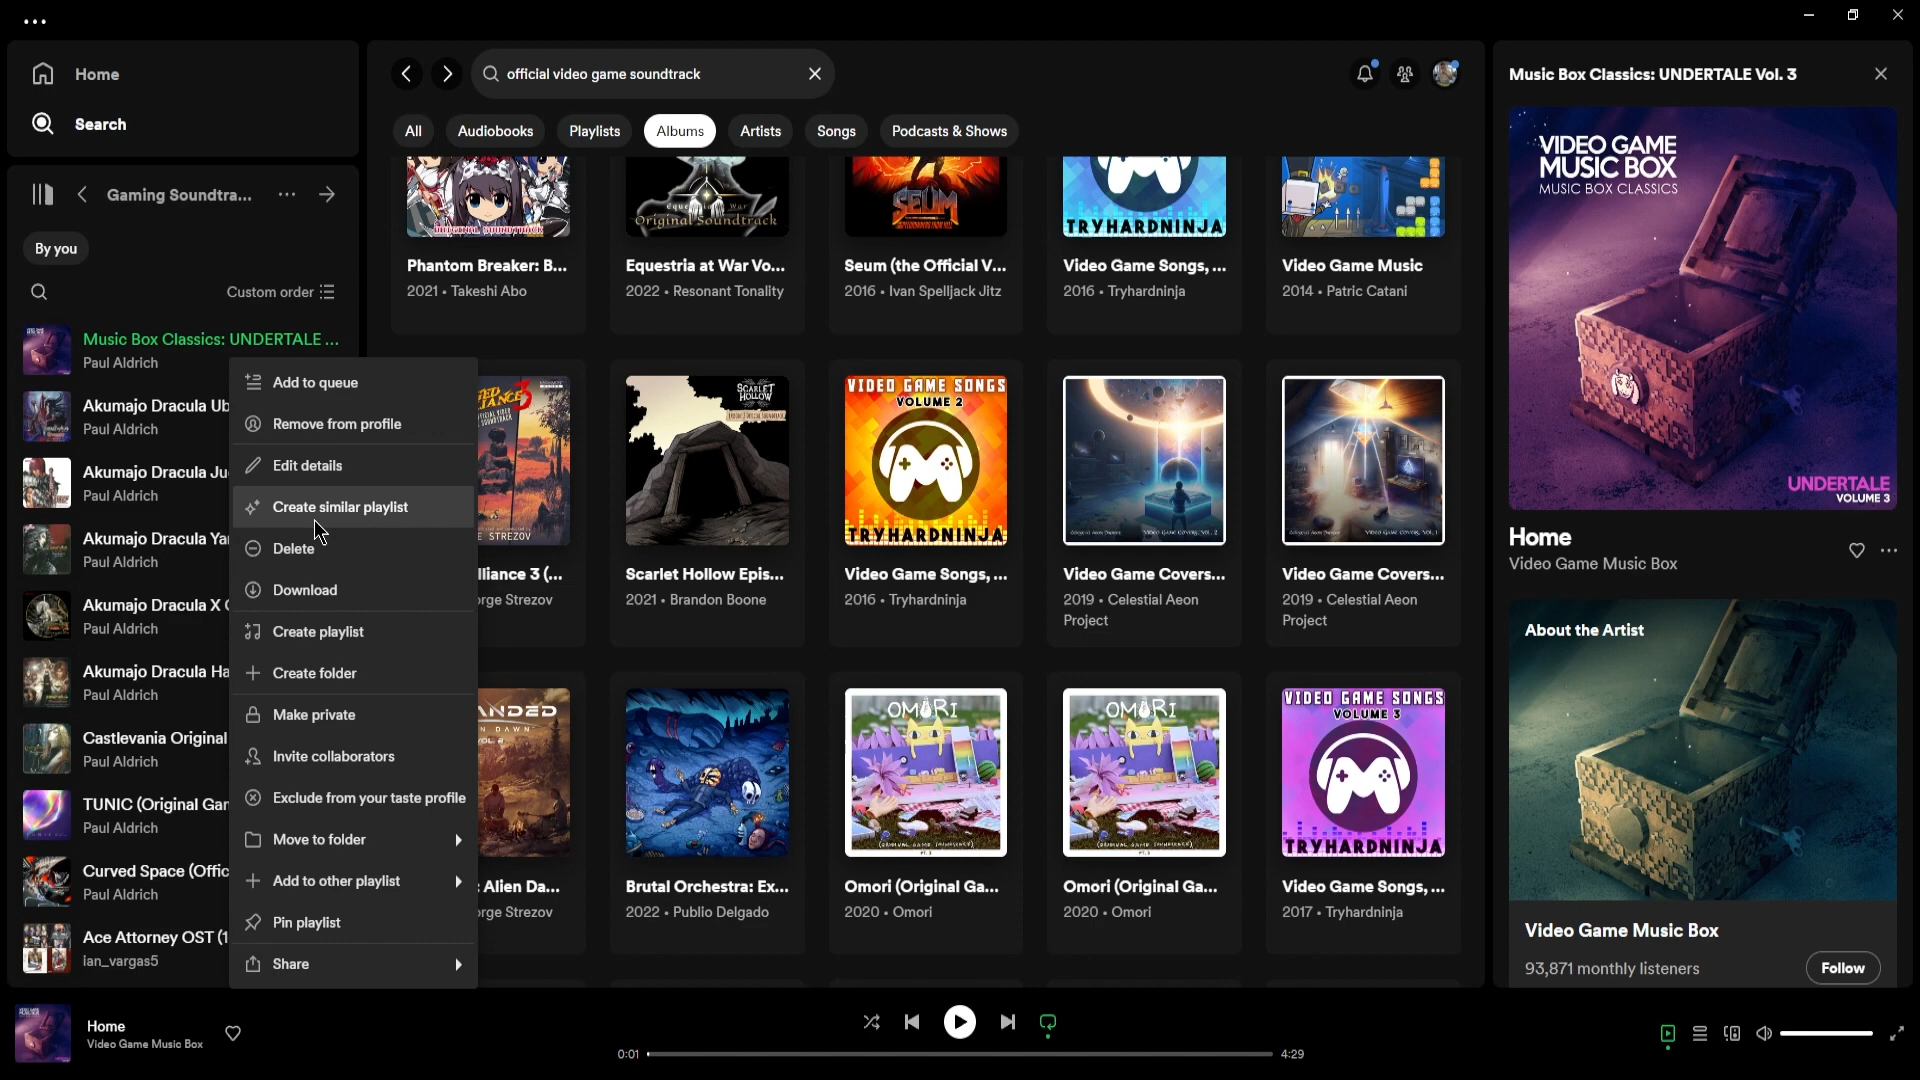 Home
Search
Gaming Soundtra...
By you
Custom order
Music Box Classics: UNDERTALE ...
Paul Aldrich
Akumajo Dracula Ub
Paul Aldrich
Akumajo Dracula Ju
Paul Aldrich
Akumajo Dracula Ya
Paul Aldrich
Akumajo Dracula X
Paul Aldrich
Akumajo Dracula Ha
Paul Aldrich
Castlevania Original
Paul Aldrich
TUNIC (Original Gar
Paul Aldrich
Curved Space (Offic
Paul Aldrich
Ace Attorney OST (1
Ian_vargas5
Add to queue
Remove from profile
Edit details
Create similar playlist
Delete
Download
Create playlist
Create folder
Make private
Invite collaborators
Exclude from your taste profile
Move to folder
Add to other playlist
Pin playlist
Share
official video game soundtrack
All
Audiobooks
Playlists
Albums
Artists
Songs
Podcasts & Shows
Original Soundtrack
SEUM
TRYHARDNINJA
Phantom Breaker: B...
2021 • Takeshi Abo
Equestria at War Vo...
2022 • Resonant Tonality
Seum (the Official V...
2016 • Ivan Spelljack Jitz
Video Game Songs, ...
2016 • Tryhardninja
Video Game Music
2014 • Patric Catani
E STREZOV
SCARLET
HOLLOW
VIDEO GAME SONGS
VOLUME 2
TRYHARDNINJA
lliance 3 (...
orge Strezov
Scarlet Hollow Epis...
2021 • Brandon Boone
Video Game Songs, ...
2016 • Tryhardninja
Video Game Covers...
2019 • Celestial Aeon
Project
Video Game Covers...
2019 • Celestial Aeon
Project
ANDED
N DAWN
OMORI
OMORI
VIDEO GAME SONGS
VOLUME 3
TRYHARDNINJA
: Alien Da...
orge Strezov
Brutal Orchestra: Ex...
2022 • Publio Delgado
Omori (Original Ga...
2020 • Omori
Omori (Original Ga...
2020 • Omori
Video Game Songs, ...
2017 • Tryhardninja
Music Box Classics: UNDERTALE Vol. 3
VIDEO GAME
MUSIC BOX
MUSIC BOX CLASSICS
UNDERTALE
VOLUME 3
Home
Video Game Music Box
About the Artist
Video Game Music Box
93,871 monthly listeners
Follow
Home
Video Game Music Box
0:01
4:29